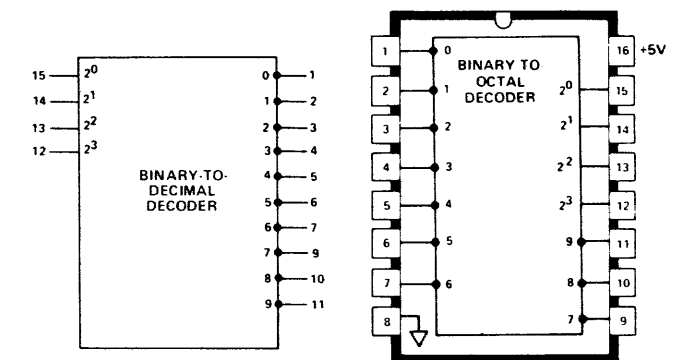 15 2⁰ 0 1
14 2¹ 1 2
13 2² 2 3
12 2³ 3 4
4 5
BINARY-TO-
DECIMAL
DECODER
5 6
6 7
7 9
8 10
9 11
1 0 16 +5V
BINARY TO
OCTAL
DECODER
2 1 2⁰ 15
3 2 2¹ 14
4 3 2² 13
5 4 2³ 12
6 5 9 11
7 6 8 10
8 7 9